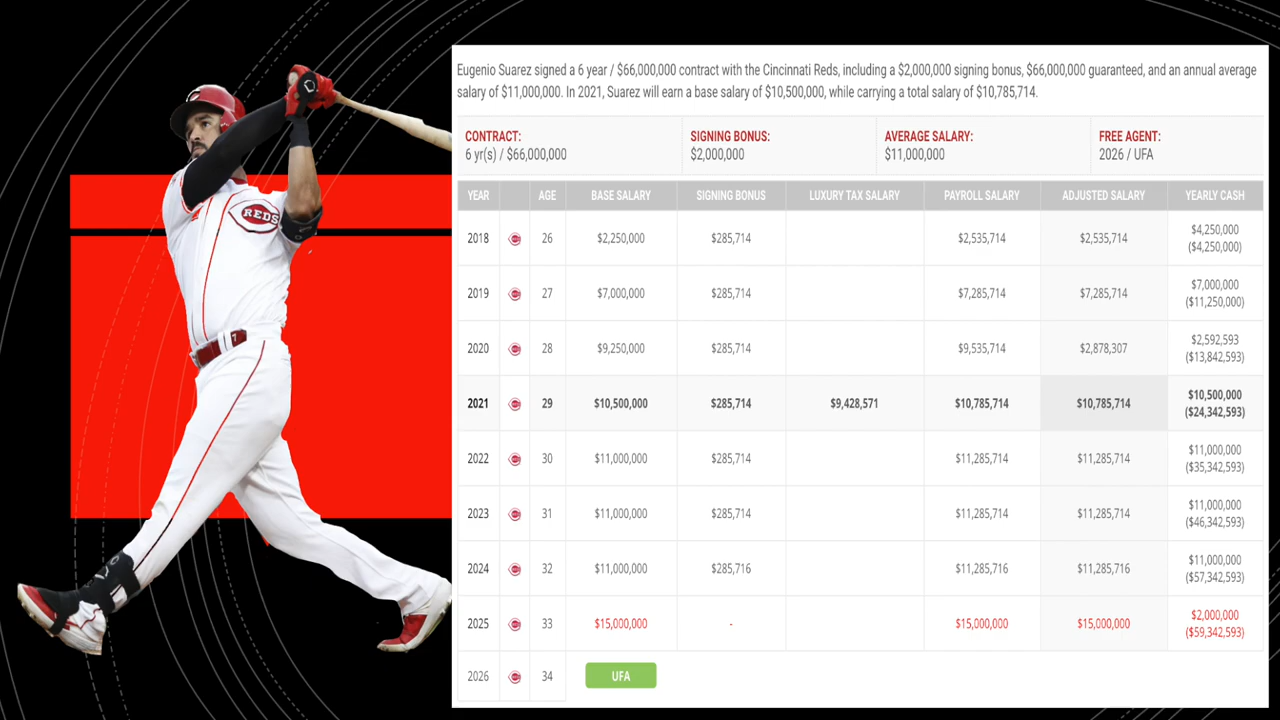 Eugenio Suarez signed a 6 year / $66,000,000 contract with the Cincinnati Reds, including a $2,000,000 signing bonus, $66,000,000 guaranteed, and an annual average
salary of $11,000,000. In 2021, Suarez will earn a base salary of $10,500,000, while carrying a total salary of $10,785,714.
CONTRACT: SIGNING BONUS: AVERAGE SALARY: FREE AGENT:
6 yr(s) / $66,000,000 $2,000,000 $11,000,000 2026 / UFA
YEAR AGE BASE SALARY SIGNING BONUS LUXURY TAX SALARY PAYROLL SALARY ADJUSTED SALARY YEARLY CASH
2018 26 $2,250,000 $285,714 $2,535,714 $2,535,714 $4,250,000
($4,250,000)
2019 27 $7,000,000 $285,714 $7,285,714 $7,285,714 $7,000,000
($11,250,000)
2020 28 $9,250,000 $285,714 $9,535,714 $2,878,307 $2,592,593
($13,842,593)
2021 29 $10,500,000 $285,714 $9,428,571 $10,785,714 $10,785,714 $10,500,000
($24,342,593)
2022 30 $11,000,000 $285,714 $11,285,714 $11,285,714 $11,000,000
($35,342,593)
2023 31 $11,000,000 $285,714 $11,285,714 $11,285,714 $11,000,000
($46,342,593)
2024 32 $11,000,000 $285,716 $11,285,716 $11,285,716 $11,000,000
($57,342,593)
2025 33 $15,000,000 - $15,000,000 $15,000,000 $2,000,000
($59,342,593)
2026 34 UFA
REDS
7